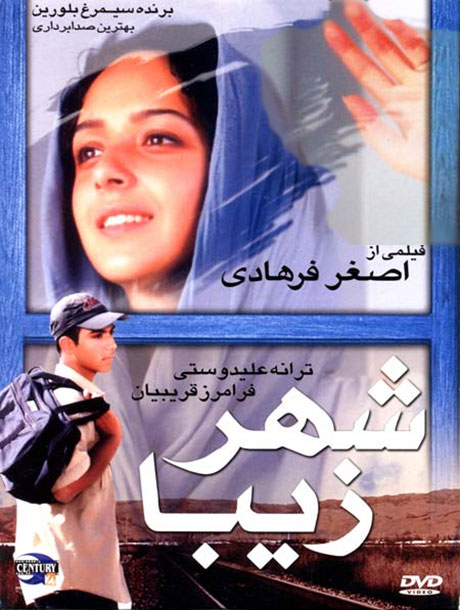 برنده سیمرغ بلورین
بهترین صدابرداری
فیلمی از
اصغر فرهادی
ترانه علیدوستی
فرامرز قریبیان
شهر
زیبا
CENTURY
DVD
VIDEO